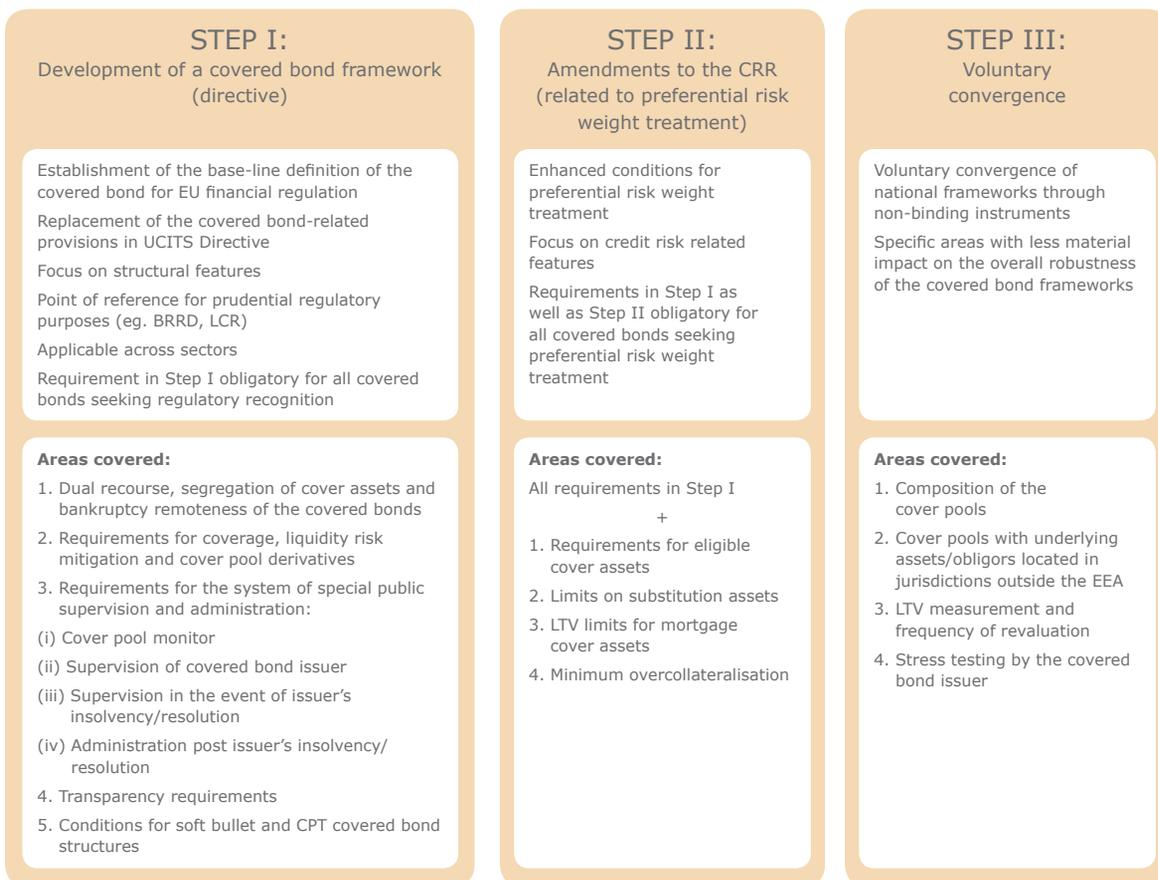 STEP I:
Development of a covered bond framework
(directive)
Establishment of the base-line definition of the
covered bond for EU financial regulation
Replacement of the covered bond-related
provisions in UCITS Directive
Focus on structural features
Point of reference for prudential regulatory
purposes (eg. BRRD, LCR)
Applicable across sectors
Requirement in Step I obligatory for all covered
bonds seeking regulatory recognition
Areas covered:
1. Dual recourse, segregation of cover assets and
bankruptcy remoteness of the covered bonds
2. Requirements for coverage, liquidity risk
mitigation and cover pool derivatives
3. Requirements for the system of special public
supervision and administration:
(i) Cover pool monitor
(ii) Supervision of covered bond issuer
(iii) Supervision in the event of issuer’s
insolvency/resolution
(iv) Administration post issuer’s insolvency/
resolution
4. Transparency requirements
5. Conditions for soft bullet and CPT covered bond
structures
STEP II:
Amendments to the CRR
(related to preferential risk
weight treatment)
Enhanced conditions for
preferential risk weight
treatment
Focus on credit risk related
features
Requirements in Step I as
well as Step II obligatory for
all covered bonds seeking
preferential risk weight
treatment
Areas covered:
All requirements in Step I
+
1. Requirements for eligible
cover assets
2. Limits on substitution assets
3. LTV limits for mortgage
cover assets
4. Minimum overcollateralisation
STEP III:
Voluntary
convergence
Voluntary convergence of
national frameworks through
non-binding instruments
Specific areas with less material
impact on the overall robustness
of the covered bond frameworks
Areas covered:
1. Composition of the
cover pools
2. Cover pools with underlying
assets/obligors located in
jurisdictions outside the EEA
3. LTV measurement and
frequency of revaluation
4. Stress testing by the covered
bond issuer